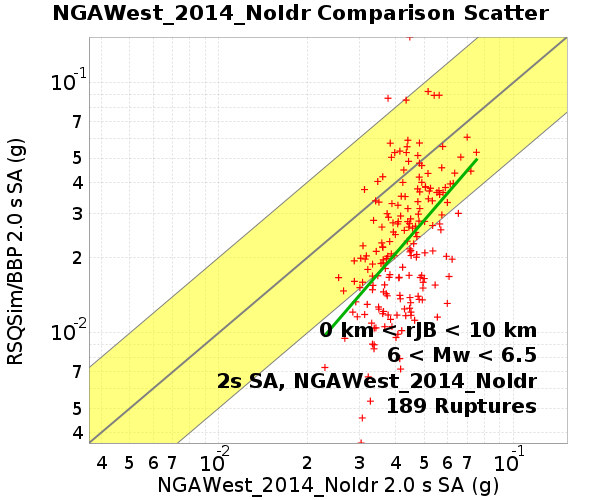 NGAWest_2014_NoIdr Comparison Scatter
RSQSim/BBP 2.0 s SA (g)
10-1
7
5
4
3
2
10-2
7
5
4
0 km < rJB < 10 km
6 < Mw < 6.5
2s SA, NGAWest_2014_NoIdr
189 Ruptures
4 5 6 7 10-2 2 3 4 5 6 7 10-1
NGAWest_2014_NoIdr 2.0 s SA (g)